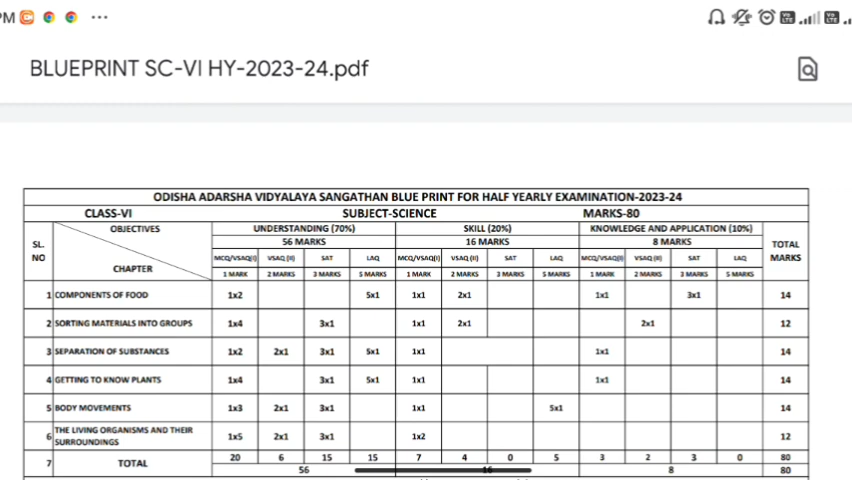 PM
BLUEPRINT SC-VI HY-2023-24.pdf
ODISHA ADARSHA VIDYALAYA SANGATHAN BLUE PRINT FOR HALF YEARLY EXAMINATION-2023-24
CLASS-VI SUBJECT-SCIENCE MARKS-80
SL. NO OBJECTIVES CHAPTER UNDERSTANDING (70%) SKILL (20%) KNOWLEDGE AND APPLICATION (10%) TOTAL MARKS
56 MARKS 16 MARKS 8 MARKS
MCQ/VSAQ(I) VSAQ (II) SAT LAQ MCQ/VSAQ(I) VSAQ (II) SAT LAQ MCQ/VSAQ(I) VSAQ (II) SAT LAQ
1 MARK 2 MARKS 3 MARKS 5 MARKS 1 MARK 2 MARKS 3 MARKS 5 MARKS 1 MARK 2 MARKS 3 MARKS 5 MARKS
1 COMPONENTS OF FOOD 1x2 5x1 1x1 2x1 1x1 3x1 14
2 SORTING MATERIALS INTO GROUPS 1x4 3x1 1x1 2x1 2x1 12
3 SEPARATION OF SUBSTANCES 1x2 2x1 3x1 5x1 1x1 1x1 14
4 GETTING TO KNOW PLANTS 1x4 3x1 5x1 1x1 1x1 14
5 BODY MOVEMENTS 1x3 2x1 3x1 1x1 5x1 14
6 THE LIVING ORGANISMS AND THEIR SURROUNDINGS 1x5 2x1 3x1 1x2 12
7 TOTAL 20 6 15 15 7 4 0 5 3 2 3 0 80
56 16 8 80